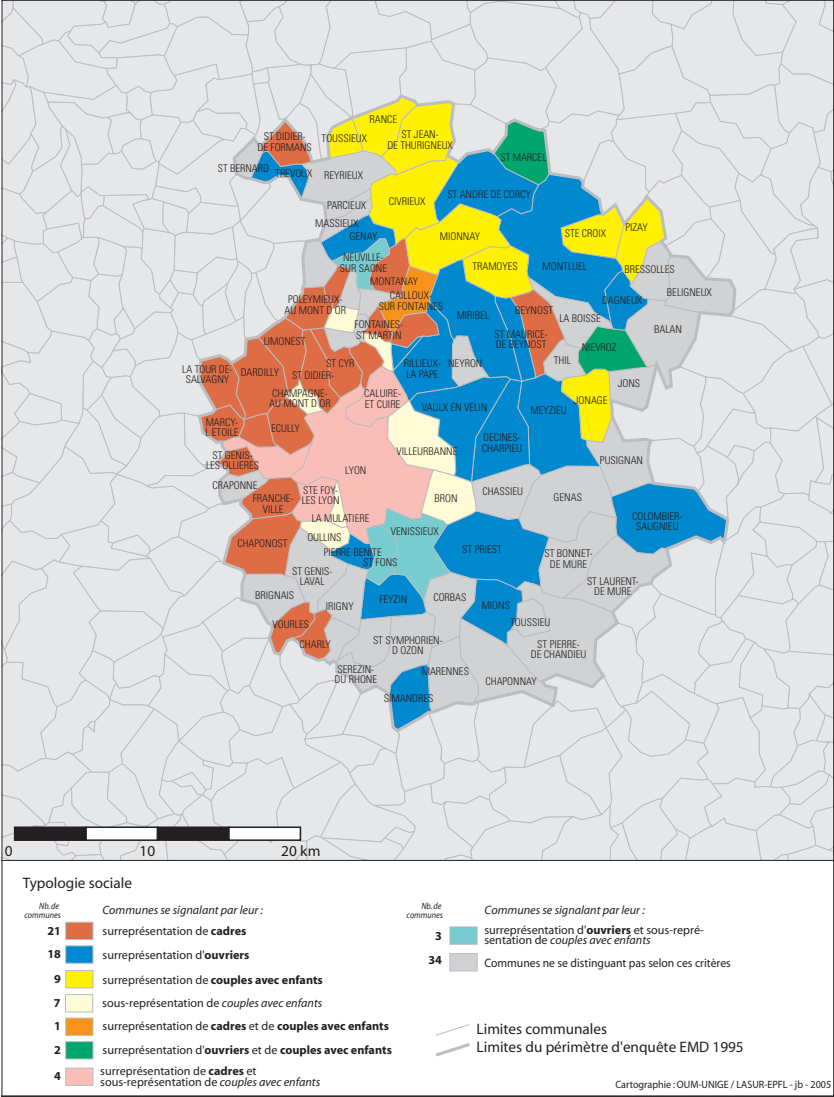 RANCE
ST DIDIER-
DE FORMANS
TOUSSIEUX
ST JEAN-
DE THURIGNEUX
ST MARCEL
ST BERNARD
TREVOUX
REYRIEUX
ST ANDRE DE CORCY
CIVRIEUX
PARCIEUX
MASSIEUX
GENAY
MIONNAY
STE CROIX
PIZAY
NEUVILLE-
SUR SAONE
TRAMOYES
MONTLUEL
BRESSOLLES
MONTANAY
BELIGNEUX
POLEYMIEUX-
AU MONT D'OR
CAILLOUX-
SUR FONTAINES
DAGNEUX
BEYNOST
MIRIBEL
LA BOISSE
FONTAINES-
ST MARTIN
ST MAURICE-
DE BEYNOST
BALAN
LIMONEST
NIEVROZ
ST CYR
RILLIEUX-
LA PAPE
NEYRON
THIL
LA TOUR DE-
SALVAGNY
DARDILLY
ST DIDIER-
JONS
CHAMPAGNE-
AU MONT D'OR
CALUIRE-
ET CUIRE
VAULX EN VELIN
MEYZIEU
JONAGE
MARCY-
L'ETOILE
ECULLY
DECINES-
CHARPIEU
VILLEURBANNE
ST GENIS-
LES OLLIERES
LYON
PUSIGNAN
CRAPONNE
STE FOY-
LES LYON
BRON
CHASSIEU
GENAS
FRANCHE-
VILLE
LA MULATIERE
COLOMBIER-
SAUGNIEU
VENISSIEUX
CHAPONOST
OULLINS
PIERRE BENITE
ST FONS
ST PRIEST
ST BONNET-
DE MURE
ST GENIS-
LAVAL
ST LAURENT-
DE MURE
BRIGNAIS
IRIGNY
FEYZIN
CORBAS
MIONS
TOUSSIEU
VOURLES
CHARLY
ST SYMPHORIEN-
D OZON
ST PIERRE-
DE CHANDIEU
SEREZIN-
DU RHONE
MARENNES
CHAPONNAY
SIMANDRES
0 10 20 km
Typologie sociale
Nb. de
communes
Communes se signalant par leur :
21 surreprésentation de cadres
18 surreprésentation d'ouvriers
9 surreprésentation de couples avec enfants
7 sous-représentation de couples avec enfants
1 surreprésentation de cadres et de couples avec enfants
2 surreprésentation d'ouvriers et de couples avec enfants
4 surreprésentation de cadres et
sous-représentation de couples avec enfants
Nb. de
communes
Communes se signalant par leur :
3 surreprésentation d'ouvriers et sous-repré-
sentation de couples avec enfants
34 Communes ne se distinguant pas selon ces critères
Limites communales
Limites du périmètre d'enquête EMD 1995
Cartographie : OUM-UNIGE / LASUR-EPFL - jb - 2005